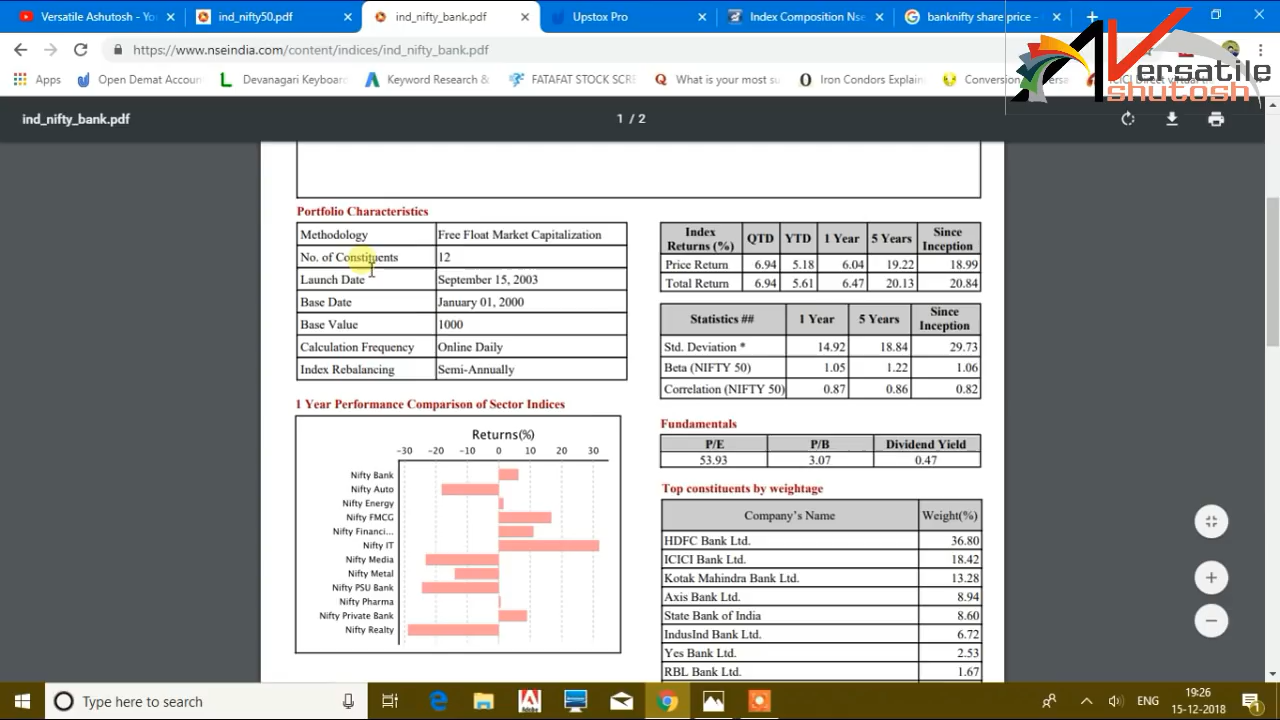 Versatile Ashutosh - Yo
ind_nifty50.pdf
ind_nifty_bank.pdf
Upstox Pro
Index Composition Nse
banknifty share price -
https://www.nseindia.com/content/indices/ind_nifty_bank.pdf
Apps
Open Demat Accoun
Devanagari Keyboar
Keyword Research &
FATAFAT STOCK SCRE
What is your most su
Iron Condors Explain
Conversion
ICICI Direct virtual
Versatile
Ashutosh
ind_nifty_bank.pdf
1 / 2
Portfolio Characteristics
Methodology Free Float Market Capitalization
No. of Constituents 12
Launch Date September 15, 2003
Base Date January 01, 2000
Base Value 1000
Calculation Frequency Online Daily
Index Rebalancing Semi-Annually
Index Returns (%) QTD YTD 1 Year 5 Years Since Inception
Price Return 6.94 5.18 6.04 19.22 18.99
Total Return 6.94 5.61 6.47 20.13 20.84
Statistics ## 1 Year 5 Years Since Inception
Std. Deviation * 14.92 18.84 29.73
Beta (NIFTY 50) 1.05 1.22 1.06
Correlation (NIFTY 50) 0.87 0.86 0.82
1 Year Performance Comparison of Sector Indices
Returns(%)
-30 -20 -10 0 10 20 30
Nifty Bank
Nifty Auto
Nifty Energy
Nifty FMCG
Nifty Financi...
Nifty IT
Nifty Media
Nifty Metal
Nifty PSU Bank
Nifty Pharma
Nifty Private Bank
Nifty Realty
Fundamentals
P/E P/B Dividend Yield
53.93 3.07 0.47
Top constituents by weightage
Company's Name Weight(%)
HDFC Bank Ltd. 36.80
ICICI Bank Ltd. 18.42
Kotak Mahindra Bank Ltd. 13.28
Axis Bank Ltd. 8.94
State Bank of India 8.60
IndusInd Bank Ltd. 6.72
Yes Bank Ltd. 2.53
RBL Bank Ltd. 1.67
Type here to search
ENG
19:26
15-12-2018
1